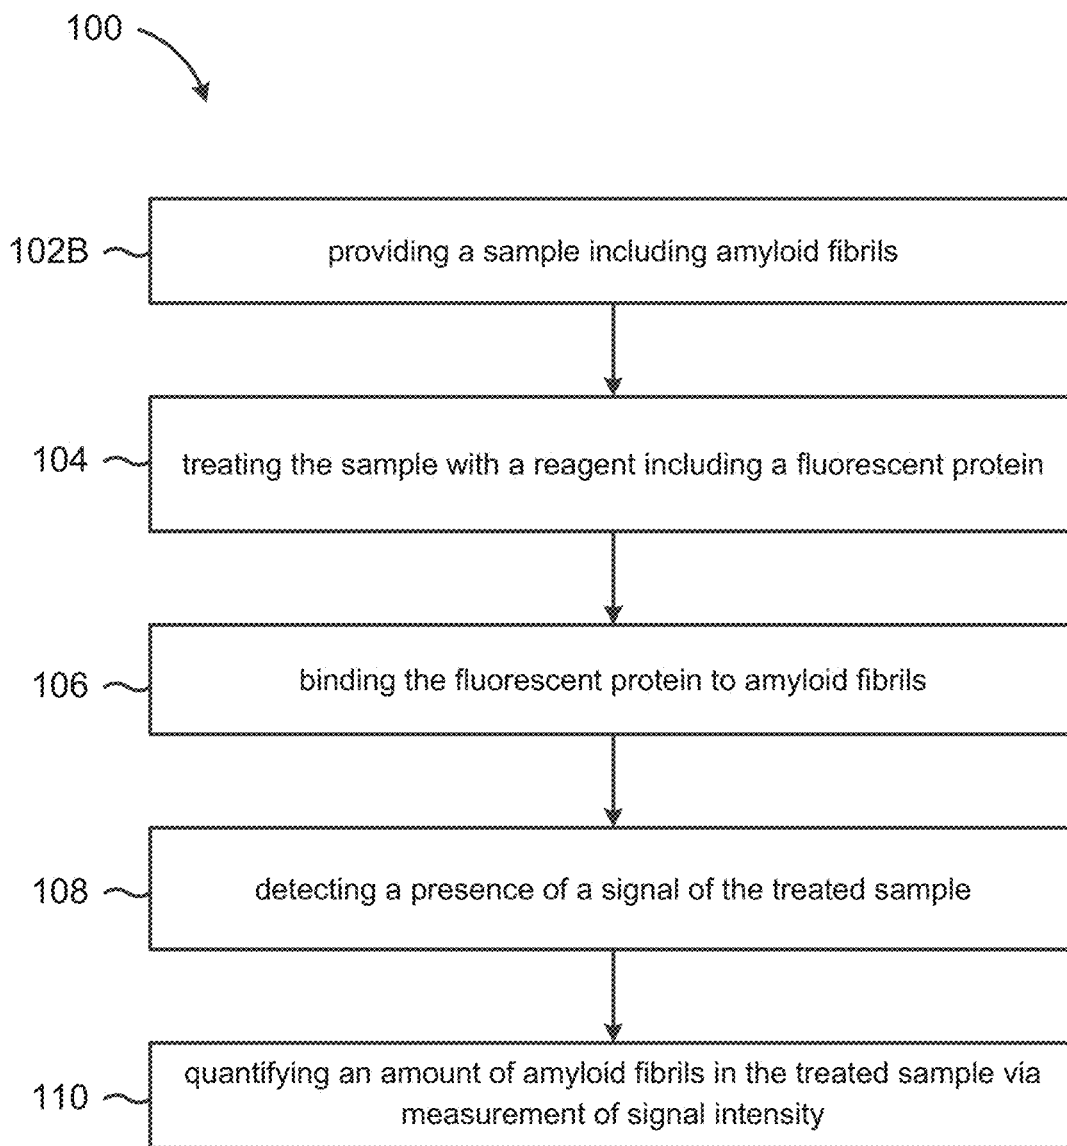 100
102B
providing a sample including amyloid fibrils
104
treating the sample with a reagent including a fluorescent protein
106
binding the fluorescent protein to amyloid fibrils
108
detecting a presence of a signal of the treated sample
110
quantifying an amount of amyloid fibrils in the treated sample via
measurement of signal intensity